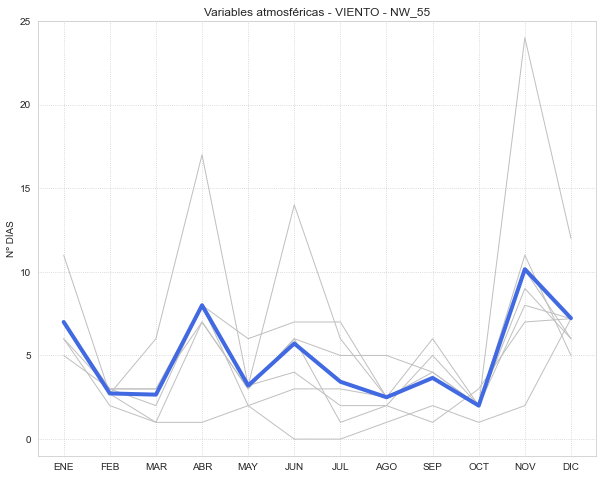 Variables atmosféricas - VIENTO - NW_55
25
20
15
10
5
0
N° DÍAS
ENE FEB MAR ABR MAY JUN JUL AGO SEP OCT NOV DIC